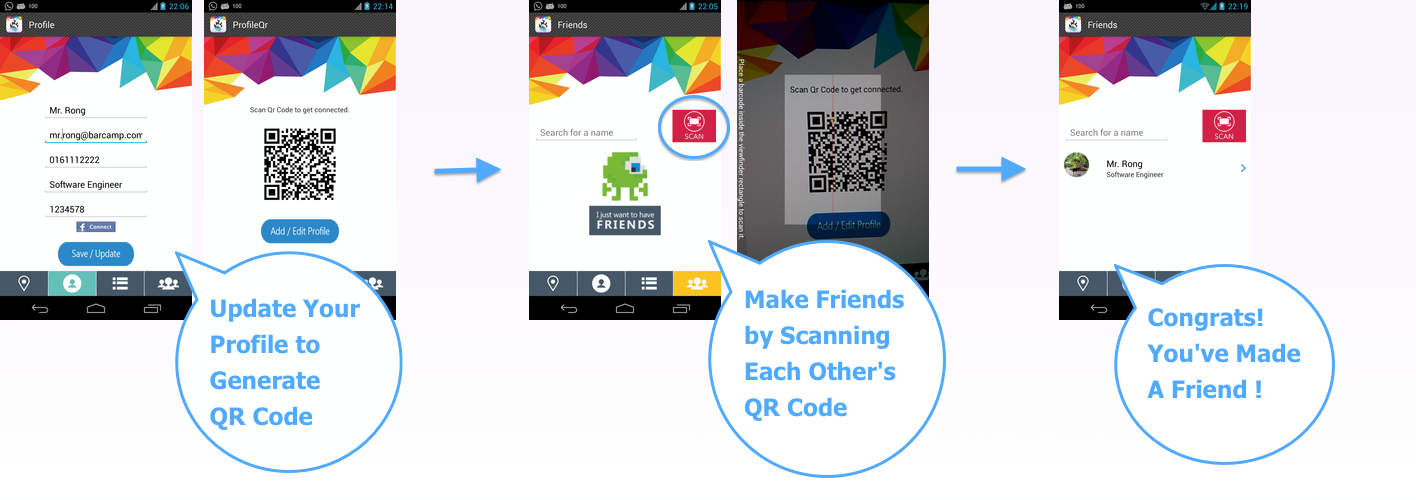 100
22:06
Profile
Mr. Rong
mr.rong@barcamp.com
0161112222
Software Engineer
1234578
f Connect
Save / Update
100
22:14
ProfileQr
Scan Qr Code to get connected.
Add / Edit Profile
Update Your
Profile to
Generate
QR Code
100
22:05
Friends
Search for a name
SCAN
I just want to have
FRIENDS
Place a barcode inside the viewfinder rectangle to scan it.
Scan Qr Code to get connected.
Add / Edit Profile
Make Friends
by Scanning
Each Other's
QR Code
100
22:19
Friends
Search for a name
SCAN
Mr. Rong
Software Engineer
Congrats!
You've Made
A Friend !